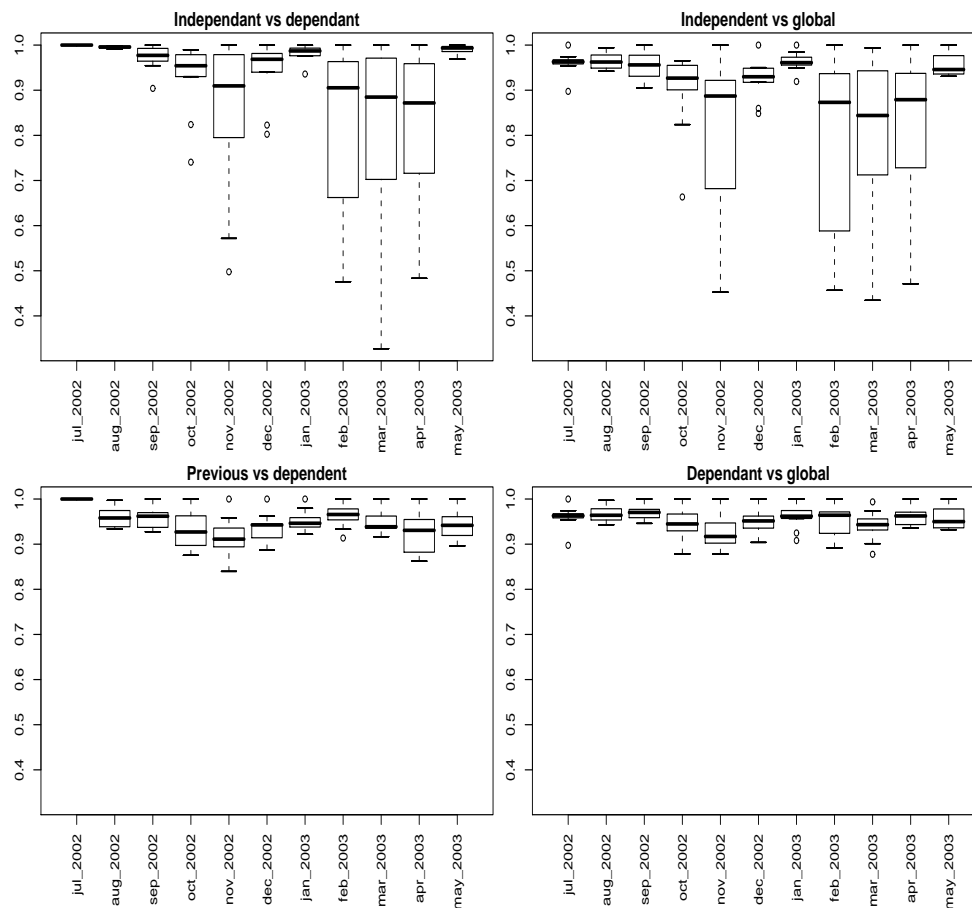 Independant vs dependant
1.0
0.9
0.8
0.7
0.6
0.5
0.4
jul_2002
aug_2002
sep_2002
oct_2002
nov_2002
dec_2002
jan_2003
feb_2003
mar_2003
apr_2003
may_2003
Independent vs global
1.0
0.9
0.8
0.7
0.6
0.5
0.4
jul_2002
aug_2002
sep_2002
oct_2002
nov_2002
dec_2002
jan_2003
feb_2003
mar_2003
apr_2003
may_2003
Previous vs dependent
1.0
0.9
0.8
0.7
0.6
0.5
0.4
jul_2002
aug_2002
sep_2002
oct_2002
nov_2002
dec_2002
jan_2003
feb_2003
mar_2003
apr_2003
may_2003
Dependant vs global
1.0
0.9
0.8
0.7
0.6
0.5
0.4
jul_2002
aug_2002
sep_2002
oct_2002
nov_2002
dec_2002
jan_2003
feb_2003
mar_2003
apr_2003
may_2003